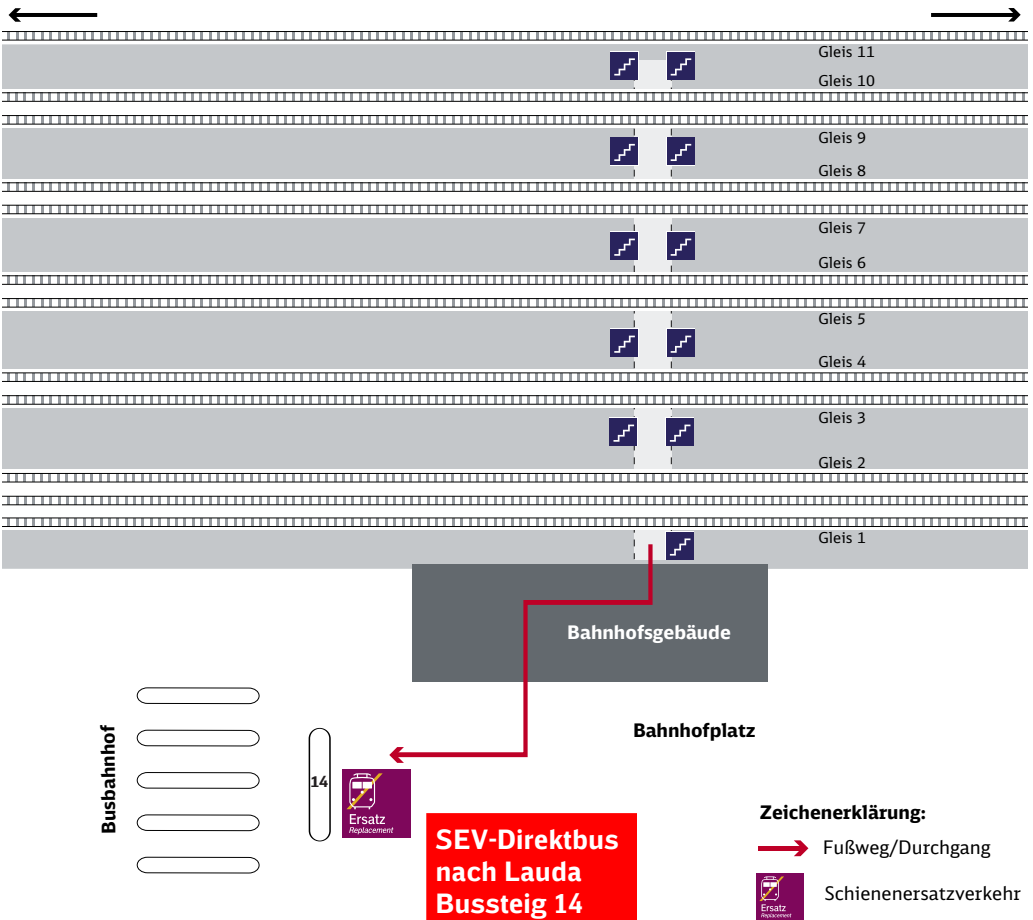 Gleis 11
Gleis 10
Gleis 9
Gleis 8
Gleis 7
Gleis 6
Gleis 5
Gleis 4
Gleis 3
Gleis 2
Gleis 1
Bahnhofsgebäude
Bahnhofplatz
Busbahnhof
14
Ersatz
Replacement
SEV-Direktbus
nach Lauda
Bussteig 14
Zeichenerklärung:
Fußweg/Durchgang
Ersatz
Replacement
Schienenersatzverkehr